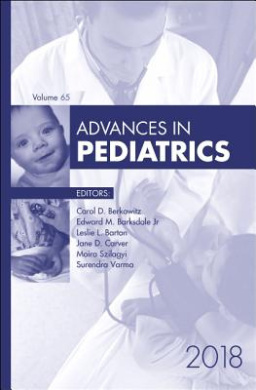 Volume 65
ADVANCES IN
PEDIATRICS
EDITORS:
Carol D. Berkowitz
Edward M. Barksdale Jr
Leslie L. Barton
Jane D. Carver
Moira Szilagyi
Surendra Varma
2018